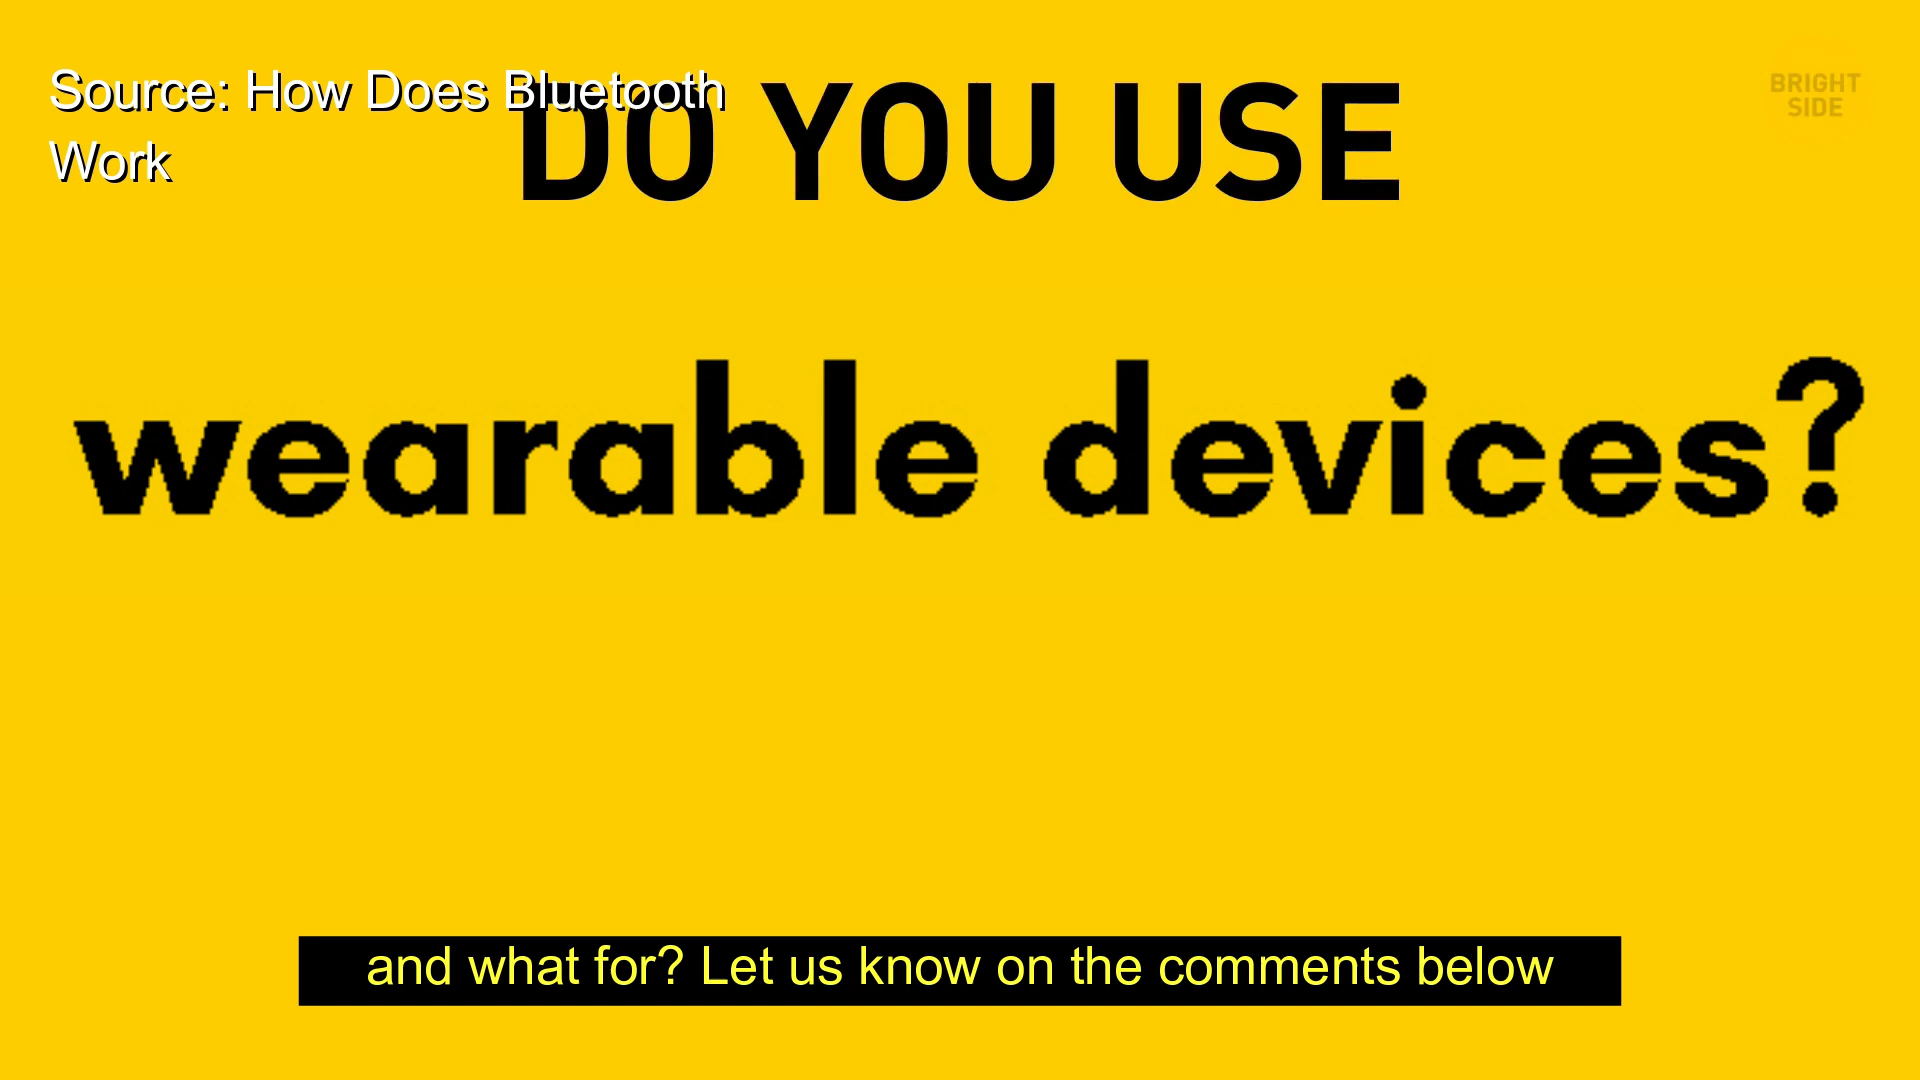 Source: How Does Bluetooth
Work
DO YOU USE
BRIGHT
SIDE
wearable devices?
and what for? Let us know on the comments below